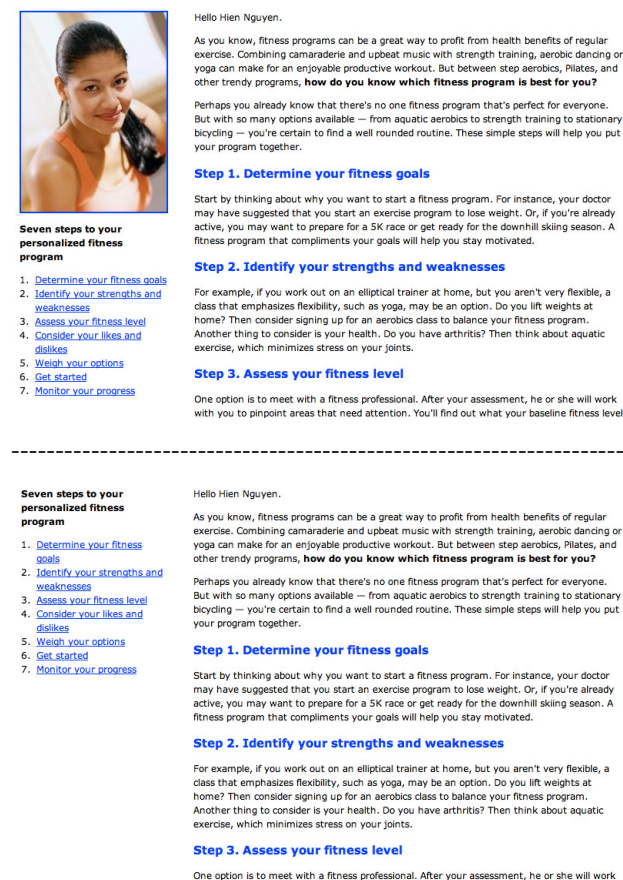 Hello Hien Nguyen.
As you know, fitness programs can be a great way to profit from health benefits of regular
exercise. Combining camaraderie and upbeat music with strength training, aerobic dancing or
yoga can make for an enjoyable productive workout. But between step aerobics, Pilates, and
other trendy programs, how do you know which fitness program is best for you?
Perhaps you already know that there's no one fitness program that's perfect for everyone.
But with so many options available — from aquatic aerobics to strength training to stationary
bicycling — you're certain to find a well rounded routine. These simple steps will help you put
your program together.
Step 1. Determine your fitness goals
Start by thinking about why you want to start a fitness program. For instance, your doctor
may have suggested that you start an exercise program to lose weight. Or, if you're already
active, you may want to prepare for a 5K race or get ready for the downhill skiing season. A
fitness program that compliments your goals will help you stay motivated.
Step 2. Identify your strengths and weaknesses
For example, if you work out on an elliptical trainer at home, but you aren't very flexible, a
class that emphasizes flexibility, such as yoga, may be an option. Do you lift weights at
home? Then consider signing up for an aerobics class to balance your fitness program.
Another thing to consider is your health. Do you have arthritis? Then think about aquatic
exercise, which minimizes stress on your joints.
Step 3. Assess your fitness level
One option is to meet with a fitness professional. After your assessment, he or she will work
with you to pinpoint areas that need attention. You'll find out what your baseline fitness level
Seven steps to your
personalized fitness
program
1. Determine your fitness goals
2. Identify your strengths and
weaknesses
3. Assess your fitness level
4. Consider your likes and
dislikes
5. Weigh your options
6. Get started
7. Monitor your progress
Seven steps to your
personalized fitness
program
1. Determine your fitness
goals
2. Identify your strengths and
weaknesses
3. Assess your fitness level
4. Consider your likes and
dislikes
5. Weigh your options
6. Get started
7. Monitor your progress
Hello Hien Nguyen.
As you know, fitness programs can be a great way to profit from health benefits of regular
exercise. Combining camaraderie and upbeat music with strength training, aerobic dancing or
yoga can make for an enjoyable productive workout. But between step aerobics, Pilates, and
other trendy programs, how do you know which fitness program is best for you?
Perhaps you already know that there's no one fitness program that's perfect for everyone.
But with so many options available — from aquatic aerobics to strength training to stationary
bicycling — you're certain to find a well rounded routine. These simple steps will help you put
your program together.
Step 1. Determine your fitness goals
Start by thinking about why you want to start a fitness program. For instance, your doctor
may have suggested that you start an exercise program to lose weight. Or, if you're already
active, you may want to prepare for a 5K race or get ready for the downhill skiing season. A
fitness program that compliments your goals will help you stay motivated.
Step 2. Identify your strengths and weaknesses
For example, if you work out on an elliptical trainer at home, but you aren't very flexible, a
class that emphasizes flexibility, such as yoga, may be an option. Do you lift weights at
home? Then consider signing up for an aerobics class to balance your fitness program.
Another thing to consider is your health. Do you have arthritis? Then think about aquatic
exercise, which minimizes stress on your joints.
Step 3. Assess your fitness level
One option is to meet with a fitness professional. After your assessment, he or she will work